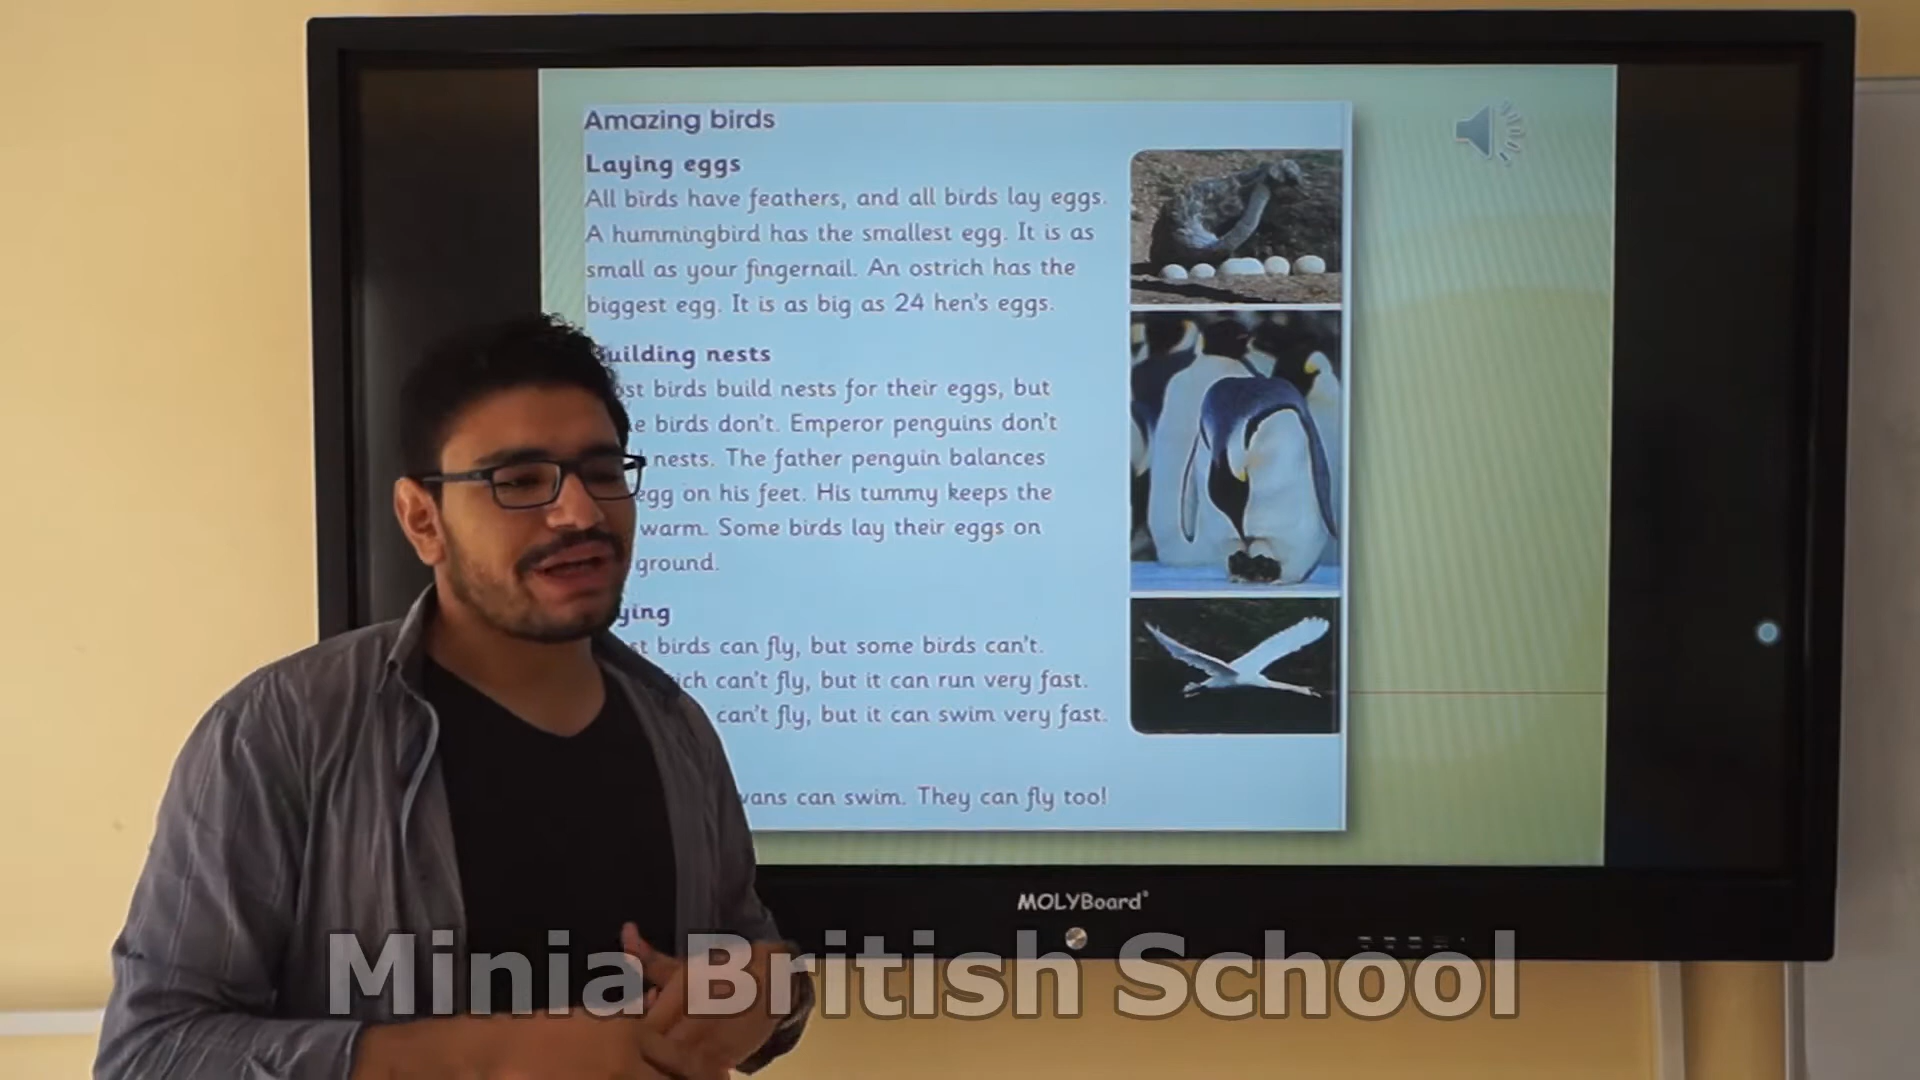 Amazing birds
Laying eggs
All birds have feathers, and all birds lay eggs.
A hummingbird has the smallest egg. It is as
small as your fingernail. An ostrich has the
biggest egg. It is as big as 24 hen's eggs.
Building nests
birds build nests for their eggs, but
birds don't. Emperor penguins don't
nests. The father penguin balances
egg on his feet. His tummy keeps the
warm. Some birds lay their eggs on
ground.
birds can fly, but some birds can't.
can't fly, but it can run very fast.
can't fly, but it can swim very fast.
can swim. They can fly too!
MOLYBoard
Minia British School